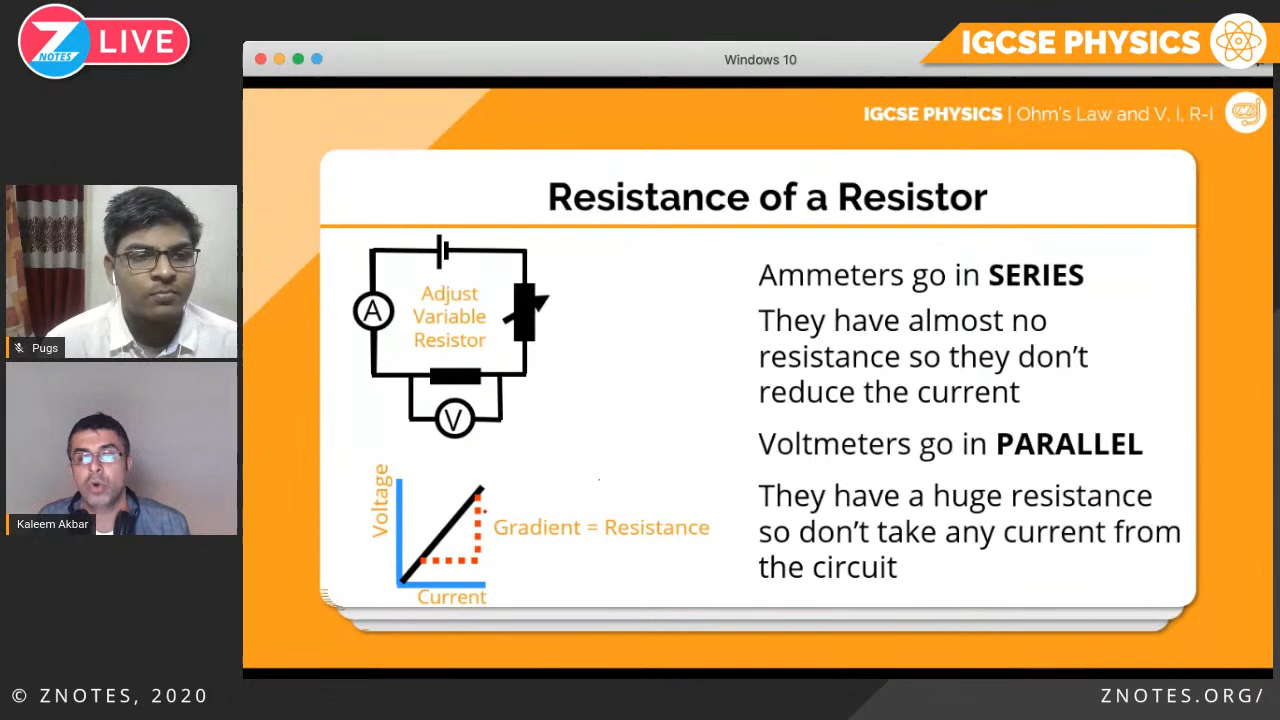 Z
NOTES
LIVE
IGCSE PHYSICS
Windows 10
IGCSE PHYSICS | Ohm's Law and V, I, R-I
Resistance of a Resistor
A
Adjust
Variable
Resistor
V
Voltage
Gradient = Resistance
Current
Ammeters go in SERIES
They have almost no
resistance so they don't
reduce the current
Voltmeters go in PARALLEL
They have a huge resistance
so don't take any current from
the circuit
Pugs
Kaleem Akbar
© ZNOTES, 2020
ZNOTES.ORG/